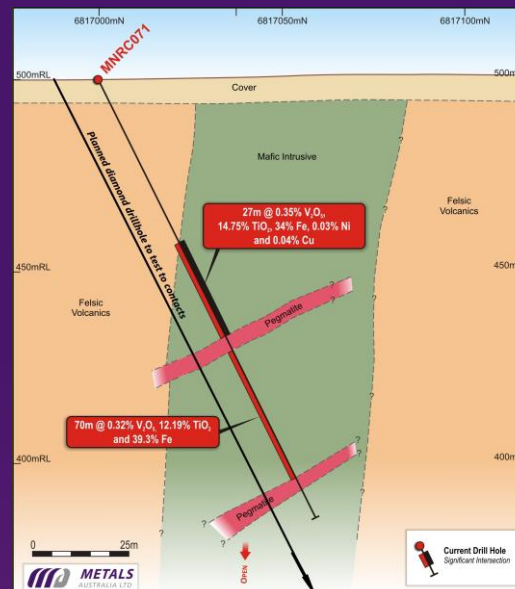 6817000mN
6817050mN
6817100mN
MNRC071
500mRL
Cover
Mafic Intrusive
Planned diamond drillhole to test to contacts
27m @ 0.35% V₂O₅,
14.75% TiO₂, 34% Fe, 0.03% Ni
and 0.04% Cu
Felsic
Volcanics
450mRL
?
Pegmatite
?
Felsic
Volcanics
70m @ 0.32% V₂O₅, 12.19% TiO₂
and 39.3% Fe
400mRL
?
Pegmatite
?
OPEN
0
25m
METALS
AUSTRALIA LTD
Current Drill Hole
Significant Intersection